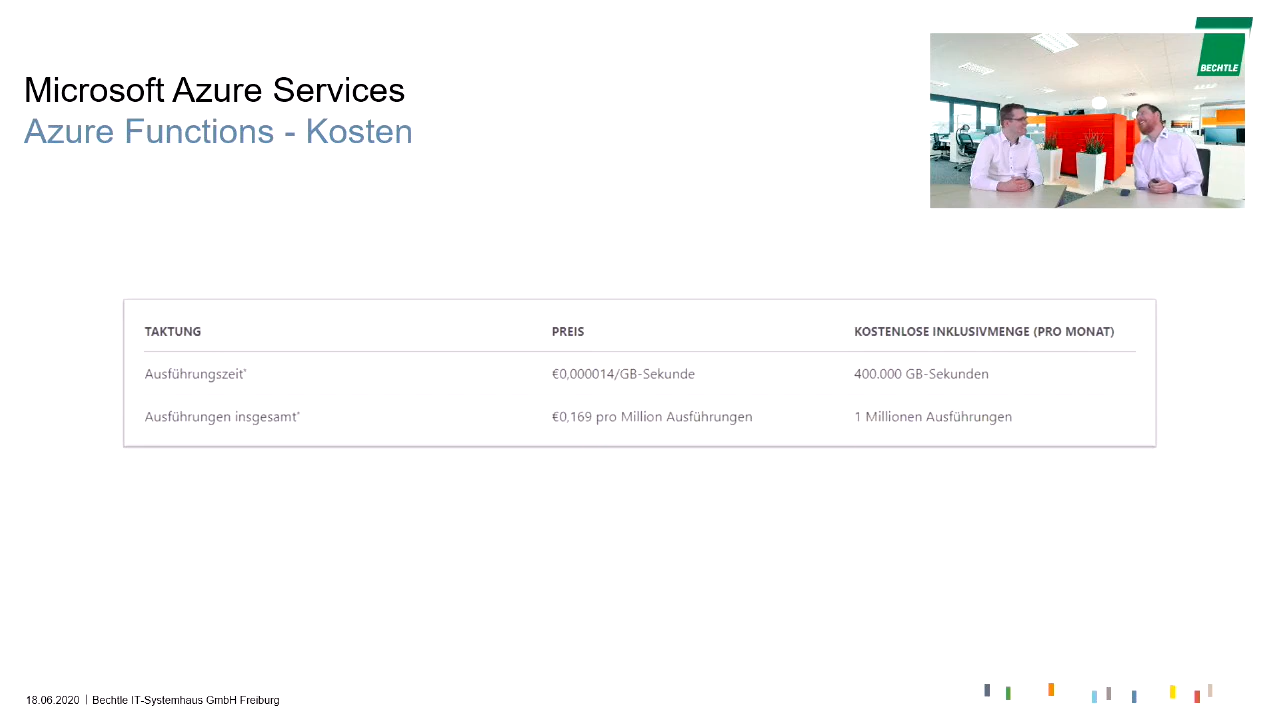 Microsoft Azure Services
Azure Functions - Kosten
BECHTLE
TAKTUNG PREIS KOSTENLOSE INKLUSIVMENGE (PRO MONAT)
Ausführungszeit* €0,000014/GB-Sekunde 400.000 GB-Sekunden
Ausführungen insgesamt* €0,169 pro Million Ausführungen 1 Millionen Ausführungen
18.06.2020 | Bechtle IT-Systemhaus GmbH Freiburg